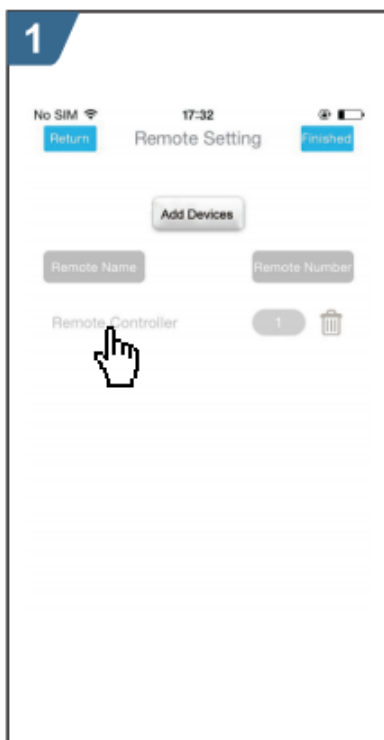 1
No SIM 17:32
Return Remote Setting Finished
Add Devices
Remote Name Remote Number
Remote Controller 1